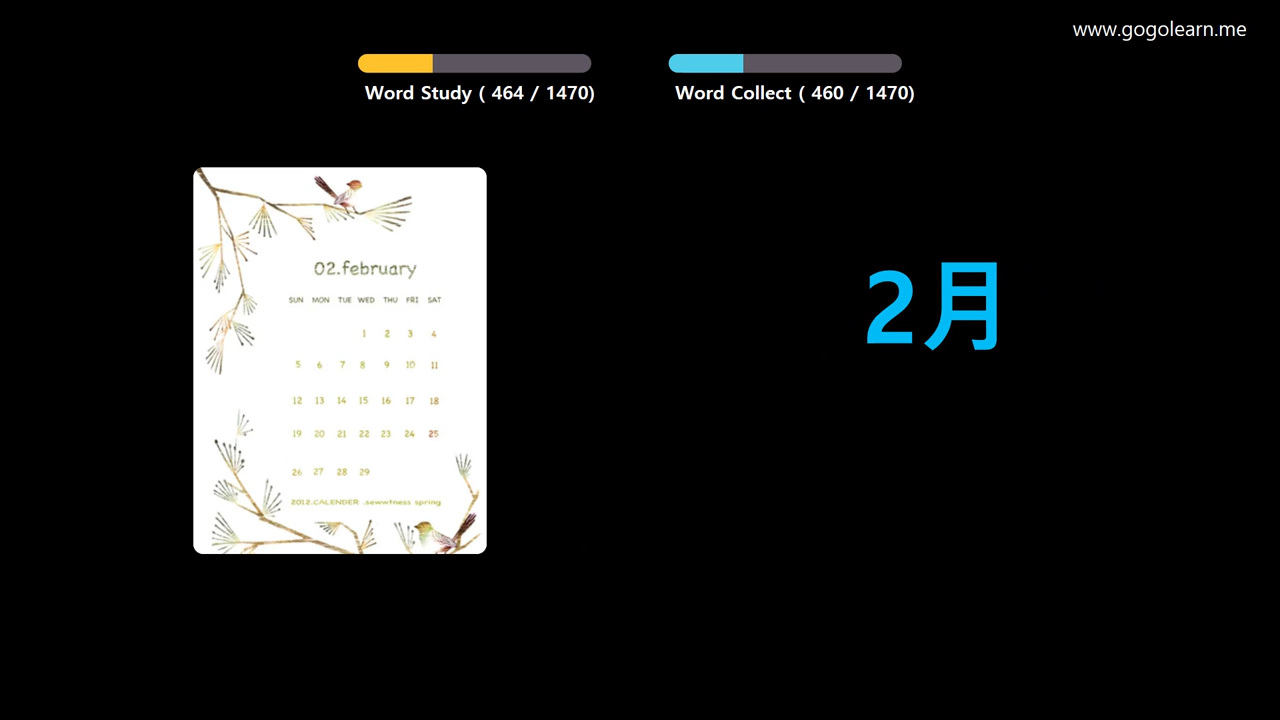 www.gogolearn.me
Word Study ( 464 / 1470)
Word Collect ( 460 / 1470)
02.february
SUN MON TUE WED THU FRI SAT
1 2 3 4
5 6 7 8 9 10 11
12 13 14 15 16 17 18
19 20 21 22 23 24 25
26 27 28 29
2012.CALENDER .sewwtness spring
2月